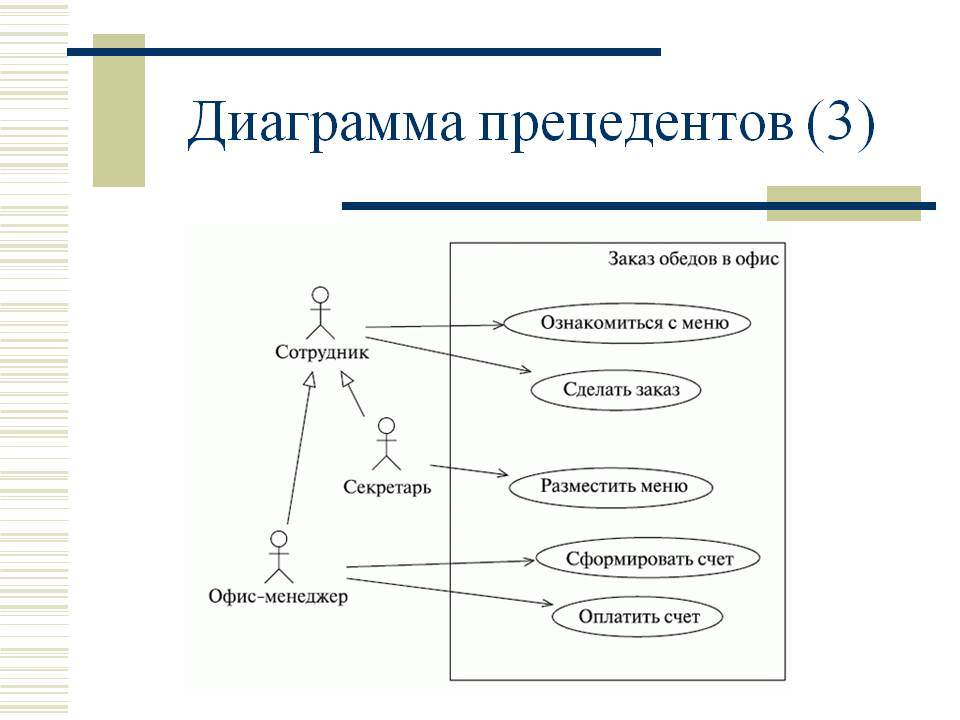 Диаграмма прецедентов (3)
Заказ обедов в офис
Ознакомиться с меню
Сотрудник
Сделать заказ
Секретарь
Разместить меню
Сформировать счет
Офис-менеджер
Оплатить счет